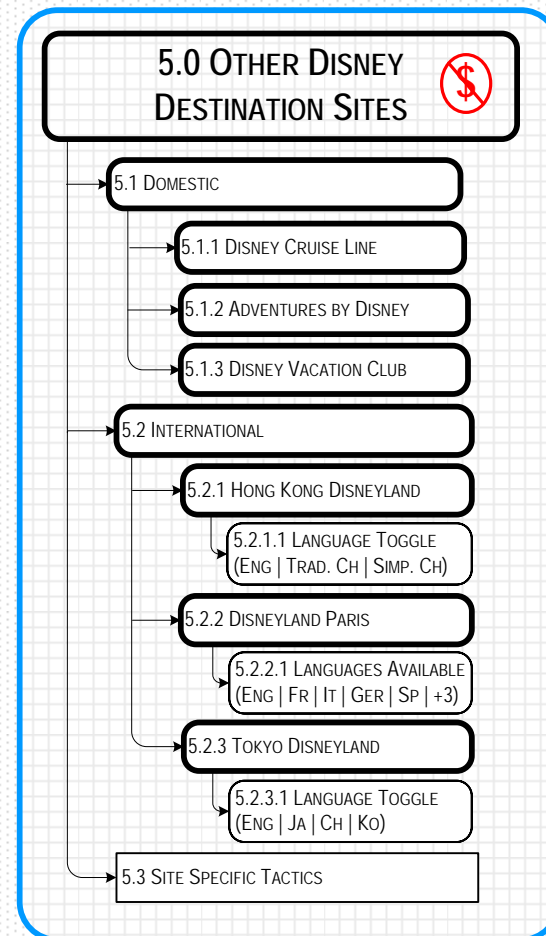 5.0 OTHER DISNEY
DESTINATION SITES
$
5.1 DOMESTIC
5.1.1 DISNEY CRUISE LINE
5.1.2 ADVENTURES BY DISNEY
5.1.3 DISNEY VACATION CLUB
5.2 INTERNATIONAL
5.2.1 HONG KONG DISNEYLAND
5.2.1.1 LANGUAGE TOGGLE
(ENG | TRAD. CH | SIMP. CH)
5.2.2 DISNEYLAND PARIS
5.2.2.1 LANGUAGES AVAILABLE
(ENG | FR | IT | GER | SP | +3)
5.2.3 TOKYO DISNEYLAND
5.2.3.1 LANGUAGE TOGGLE
(ENG | JA | CH | KO)
5.3 SITE SPECIFIC TACTICS